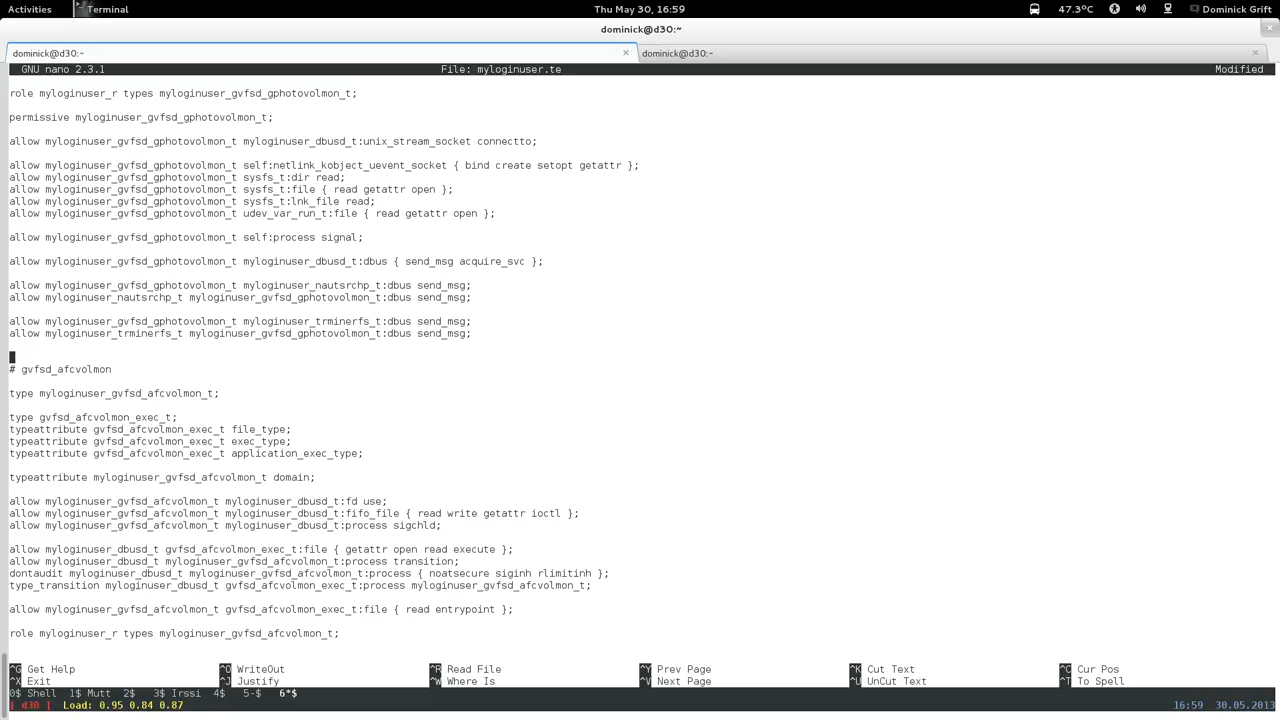 Activities Terminal Thu May 30, 16:59 47.3°C Dominick Grift
dominick@d30:~
dominick@d30:~ × dominick@d30:~ ×
GNU nano 2.3.1 File: myloginuser.te Modified
role myloginuser_r types myloginuser_gvfsd_gphotovolmon_t;
permissive myloginuser_gvfsd_gphotovolmon_t;
allow myloginuser_gvfsd_gphotovolmon_t myloginuser_dbusd_t:unix_stream_socket connectto;
allow myloginuser_gvfsd_gphotovolmon_t self:netlink_kobject_uevent_socket { bind create setopt getattr };
allow myloginuser_gvfsd_gphotovolmon_t sysfs_t:dir read;
allow myloginuser_gvfsd_gphotovolmon_t sysfs_t:file { read getattr open };
allow myloginuser_gvfsd_gphotovolmon_t sysfs_t:lnk_file read;
allow myloginuser_gvfsd_gphotovolmon_t udev_var_run_t:file { read getattr open };
allow myloginuser_gvfsd_gphotovolmon_t self:process signal;
allow myloginuser_gvfsd_gphotovolmon_t myloginuser_dbusd_t:dbus { send_msg acquire_svc };
allow myloginuser_gvfsd_gphotovolmon_t myloginuser_nautsrchp_t:dbus send_msg;
allow myloginuser_nautsrchp_t myloginuser_gvfsd_gphotovolmon_t:dbus send_msg;
allow myloginuser_gvfsd_gphotovolmon_t myloginuser_trminerfs_t:dbus send_msg;
allow myloginuser_trminerfs_t myloginuser_gvfsd_gphotovolmon_t:dbus send_msg;
# gvfsd_afcvolmon
type myloginuser_gvfsd_afcvolmon_t;
type gvfsd_afcvolmon_exec_t;
typeattribute gvfsd_afcvolmon_exec_t file_type;
typeattribute gvfsd_afcvolmon_exec_t exec_type;
typeattribute gvfsd_afcvolmon_exec_t application_exec_type;
typeattribute myloginuser_gvfsd_afcvolmon_t domain;
allow myloginuser_gvfsd_afcvolmon_t myloginuser_dbusd_t:fd use;
allow myloginuser_gvfsd_afcvolmon_t myloginuser_dbusd_t:fifo_file { read write getattr ioctl };
allow myloginuser_gvfsd_afcvolmon_t myloginuser_dbusd_t:process sigchld;
allow myloginuser_dbusd_t gvfsd_afcvolmon_exec_t:file { getattr open read execute };
allow myloginuser_dbusd_t myloginuser_gvfsd_afcvolmon_t:process transition;
dontaudit myloginuser_dbusd_t myloginuser_gvfsd_afcvolmon_t:process { noatsecure siginh rlimitinh };
type_transition myloginuser_dbusd_t gvfsd_afcvolmon_exec_t:process myloginuser_gvfsd_afcvolmon_t;
allow myloginuser_gvfsd_afcvolmon_t gvfsd_afcvolmon_exec_t:file { read entrypoint };
role myloginuser_r types myloginuser_gvfsd_afcvolmon_t;
^G Get Help ^O WriteOut ^R Read File ^Y Prev Page ^K Cut Text ^C Cur Pos
^X Exit ^J Justify ^W Where Is ^V Next Page ^U UnCut Text ^T To Spell
0$ Shell 1$ Mutt 2$ 3$ Irssi 4$ 5-$ 6*$
[ d30 ] Load: 0.95 0.84 0.87 16:59 30.05.2013